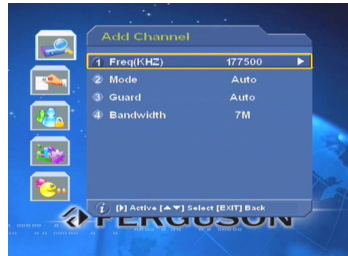 Add Channel
1 Freq(KHZ) 177500
2 Mode Auto
3 Guard Auto
4 Bandwidth 7M
i [▶] Active [▲▼] Select [EXIT] Back
FERGUSON